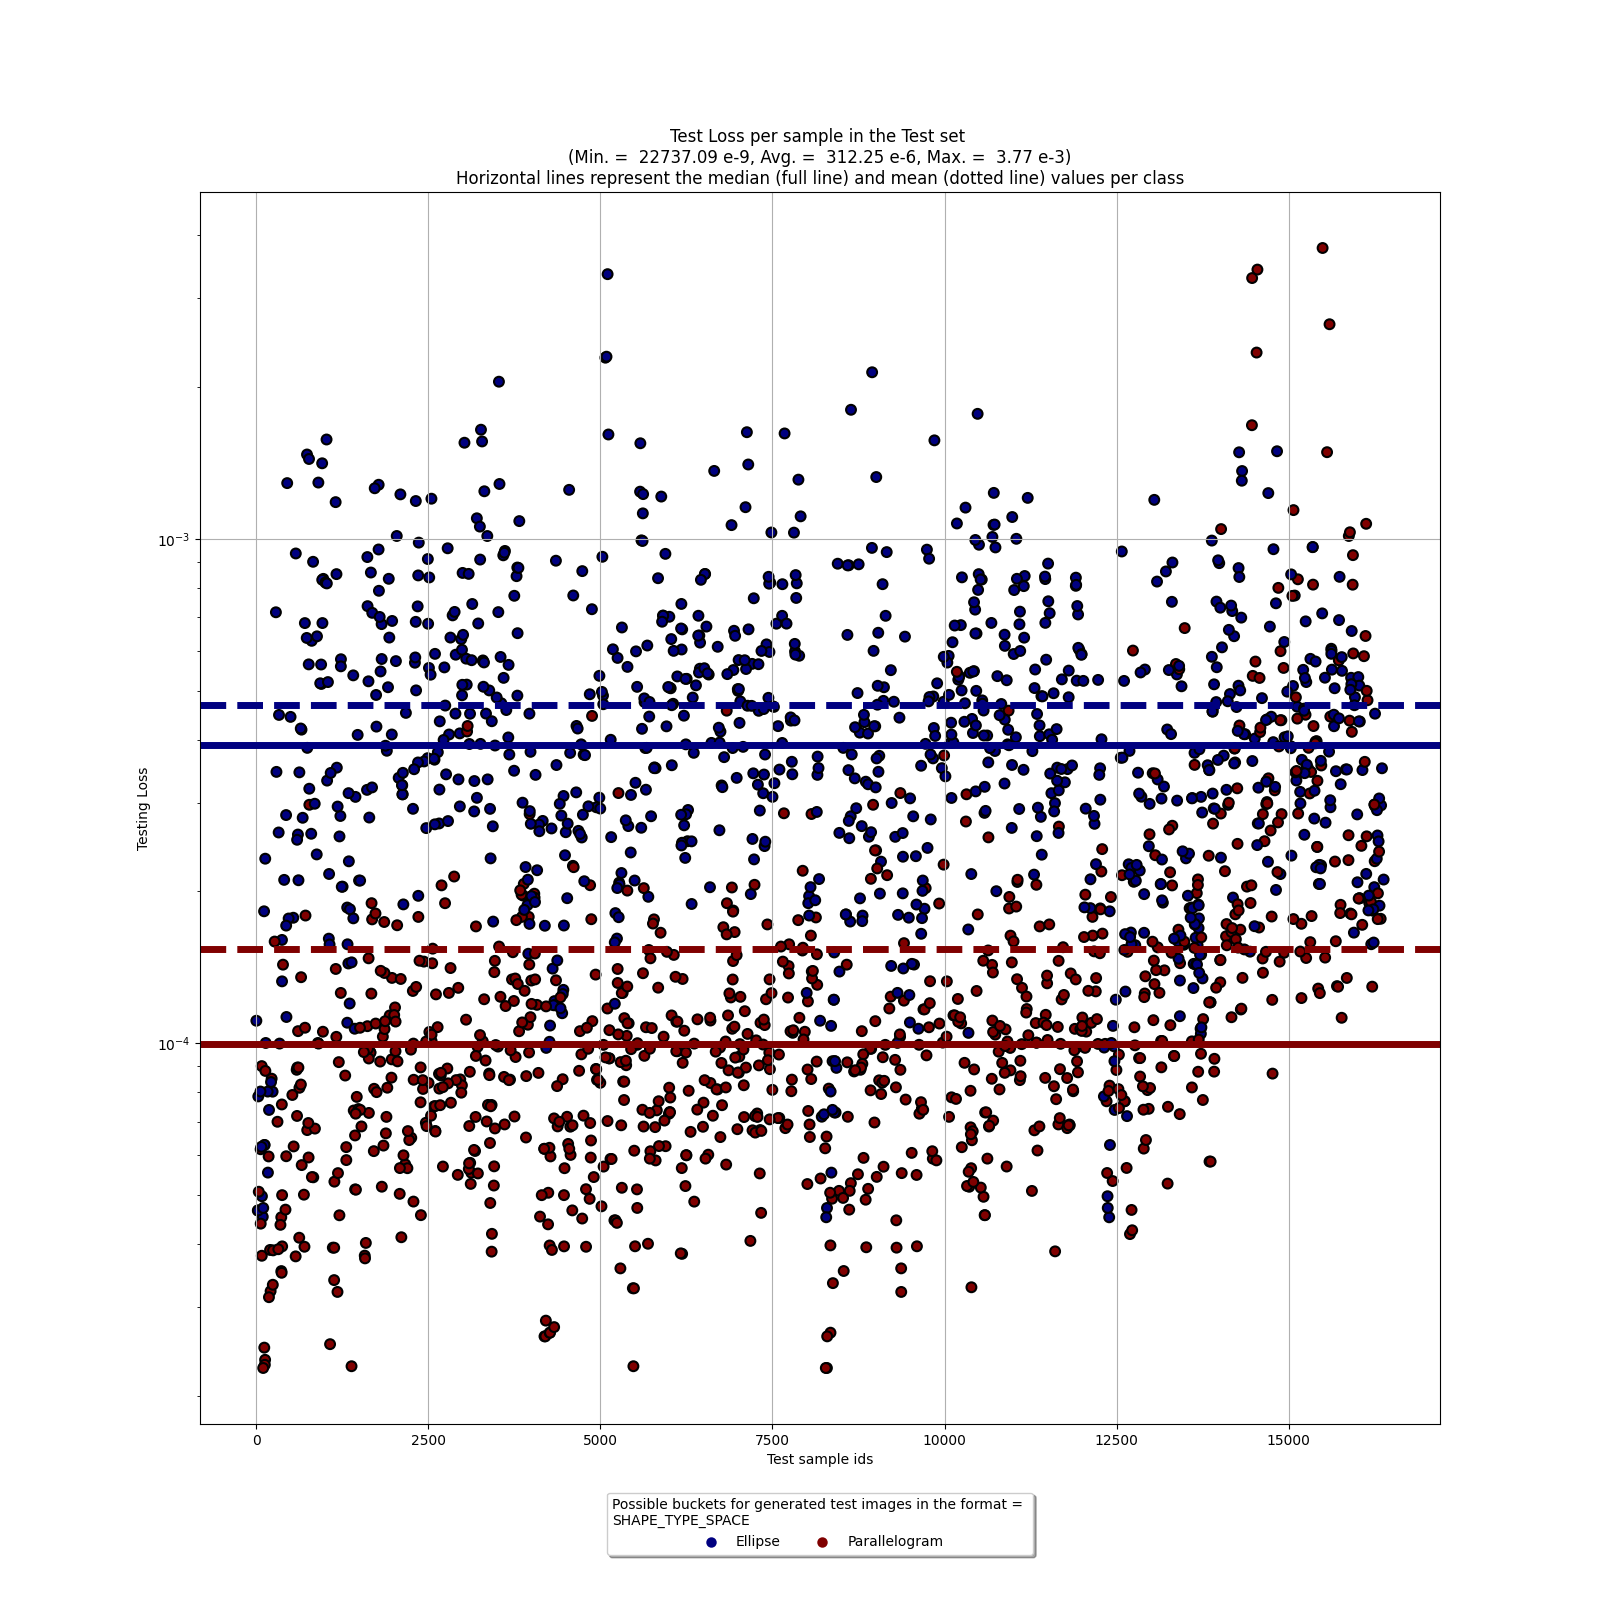 Test Loss per sample in the Test set
(Min. =  22737.09 e-9, Avg. =  312.25 e-6, Max. =  3.77 e-3)
Horizontal lines represent the median (full line) and mean (dotted line) values per class
10⁻³
Testing Loss
10⁻⁴
0 2500 5000 7500 10000 12500 15000
Test sample ids
Possible buckets for generated test images in the format =
SHAPE_TYPE_SPACE
Ellipse Parallelogram